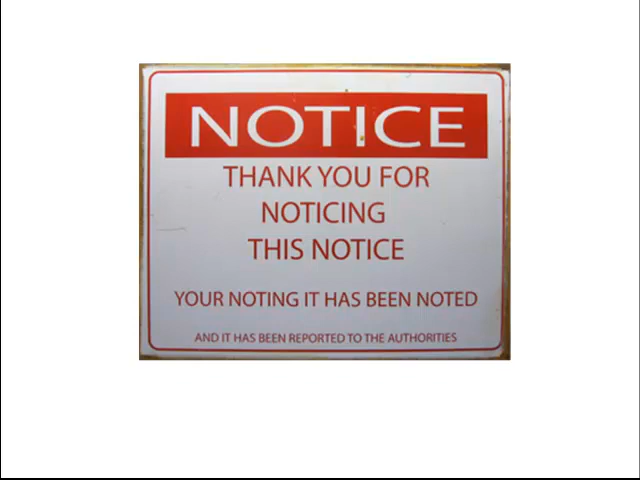 NOTICE
THANK YOU FOR
NOTICING
THIS NOTICE
YOUR NOTING IT HAS BEEN NOTED
AND IT HAS BEEN REPORTED TO THE AUTHORITIES